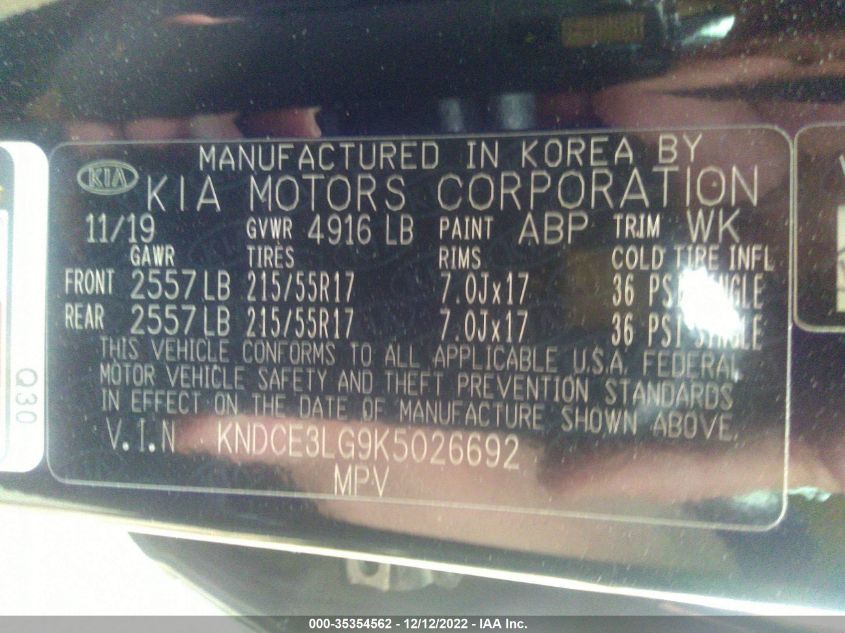 MANUFACTURED IN KOREA BY
KIA KIA MOTORS CORPORATION
11/19 GVWR 4916 LB PAINT ABP TRIM WK
GAWR TIRES RIMS COLD TIRE INFL
FRONT 2557 LB 215/55R17 7.0Jx17 36 PSI SINGLE
REAR 2557 LB 215/55R17 7.0Jx17 36 PSI SINGLE
THIS VEHICLE CONFORMS TO ALL APPLICABLE U.S.A. FEDERAL
MOTOR VEHICLE SAFETY AND THEFT PREVENTION STANDARDS
IN EFFECT ON THE DATE OF MANUFACTURE SHOWN ABOVE.
V.I.N KNDCE3LG9K5026692
MPV
Q30
000-35354562 - 12/12/2022 - IAA Inc.